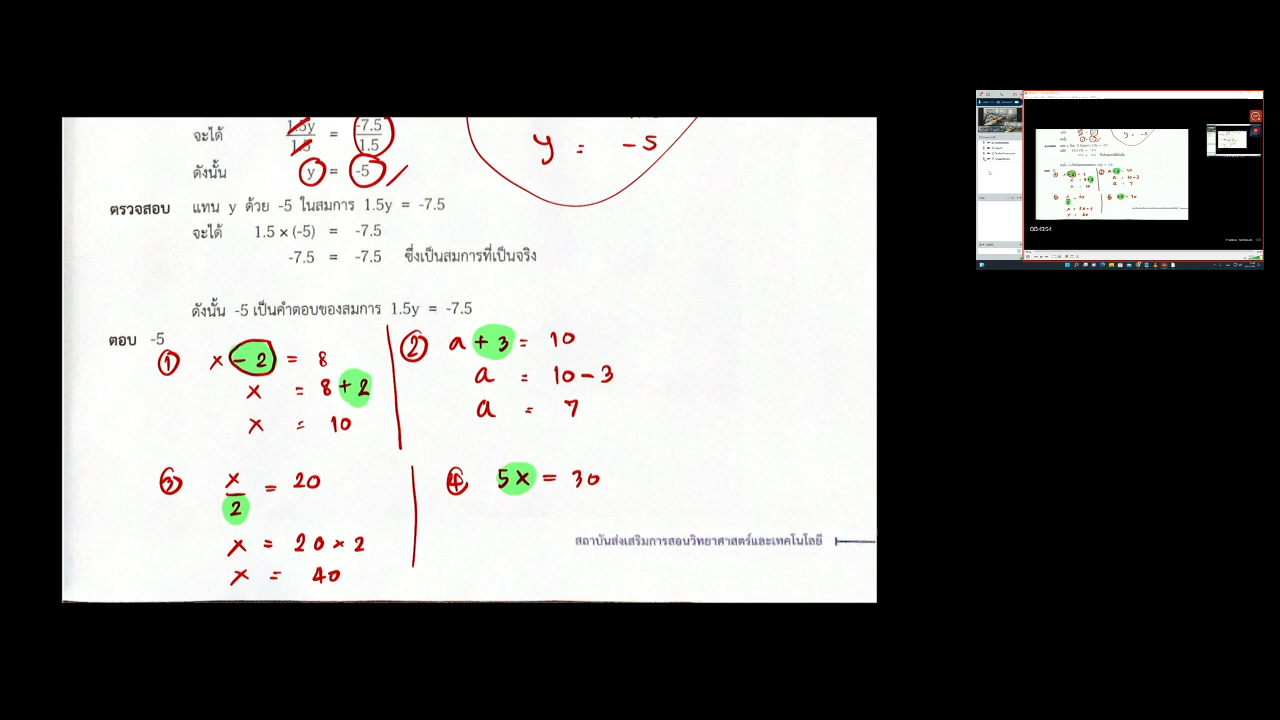 จะได้ 1.5y/1.5 = -7.5/1.5
y = -5
ดังนั้น y = -5
ตรวจสอบ แทน y ด้วย -5 ในสมการ 1.5y = -7.5
จะได้ 1.5 × (-5) = -7.5
-7.5 = -7.5 ซึ่งเป็นสมการที่เป็นจริง
ดังนั้น -5 เป็นคำตอบของสมการ 1.5y = -7.5
ตอบ -5
① x - 2 = 8
x = 8 + 2
x = 10
② a + 3 = 10
a = 10 - 3
a = 7
③ x/2 = 20
x = 20 × 2
x = 40
④ 5x = 30
สถาบันส่งเสริมการสอนวิทยาศาสตร์และเทคโนโลยี
00:43:54